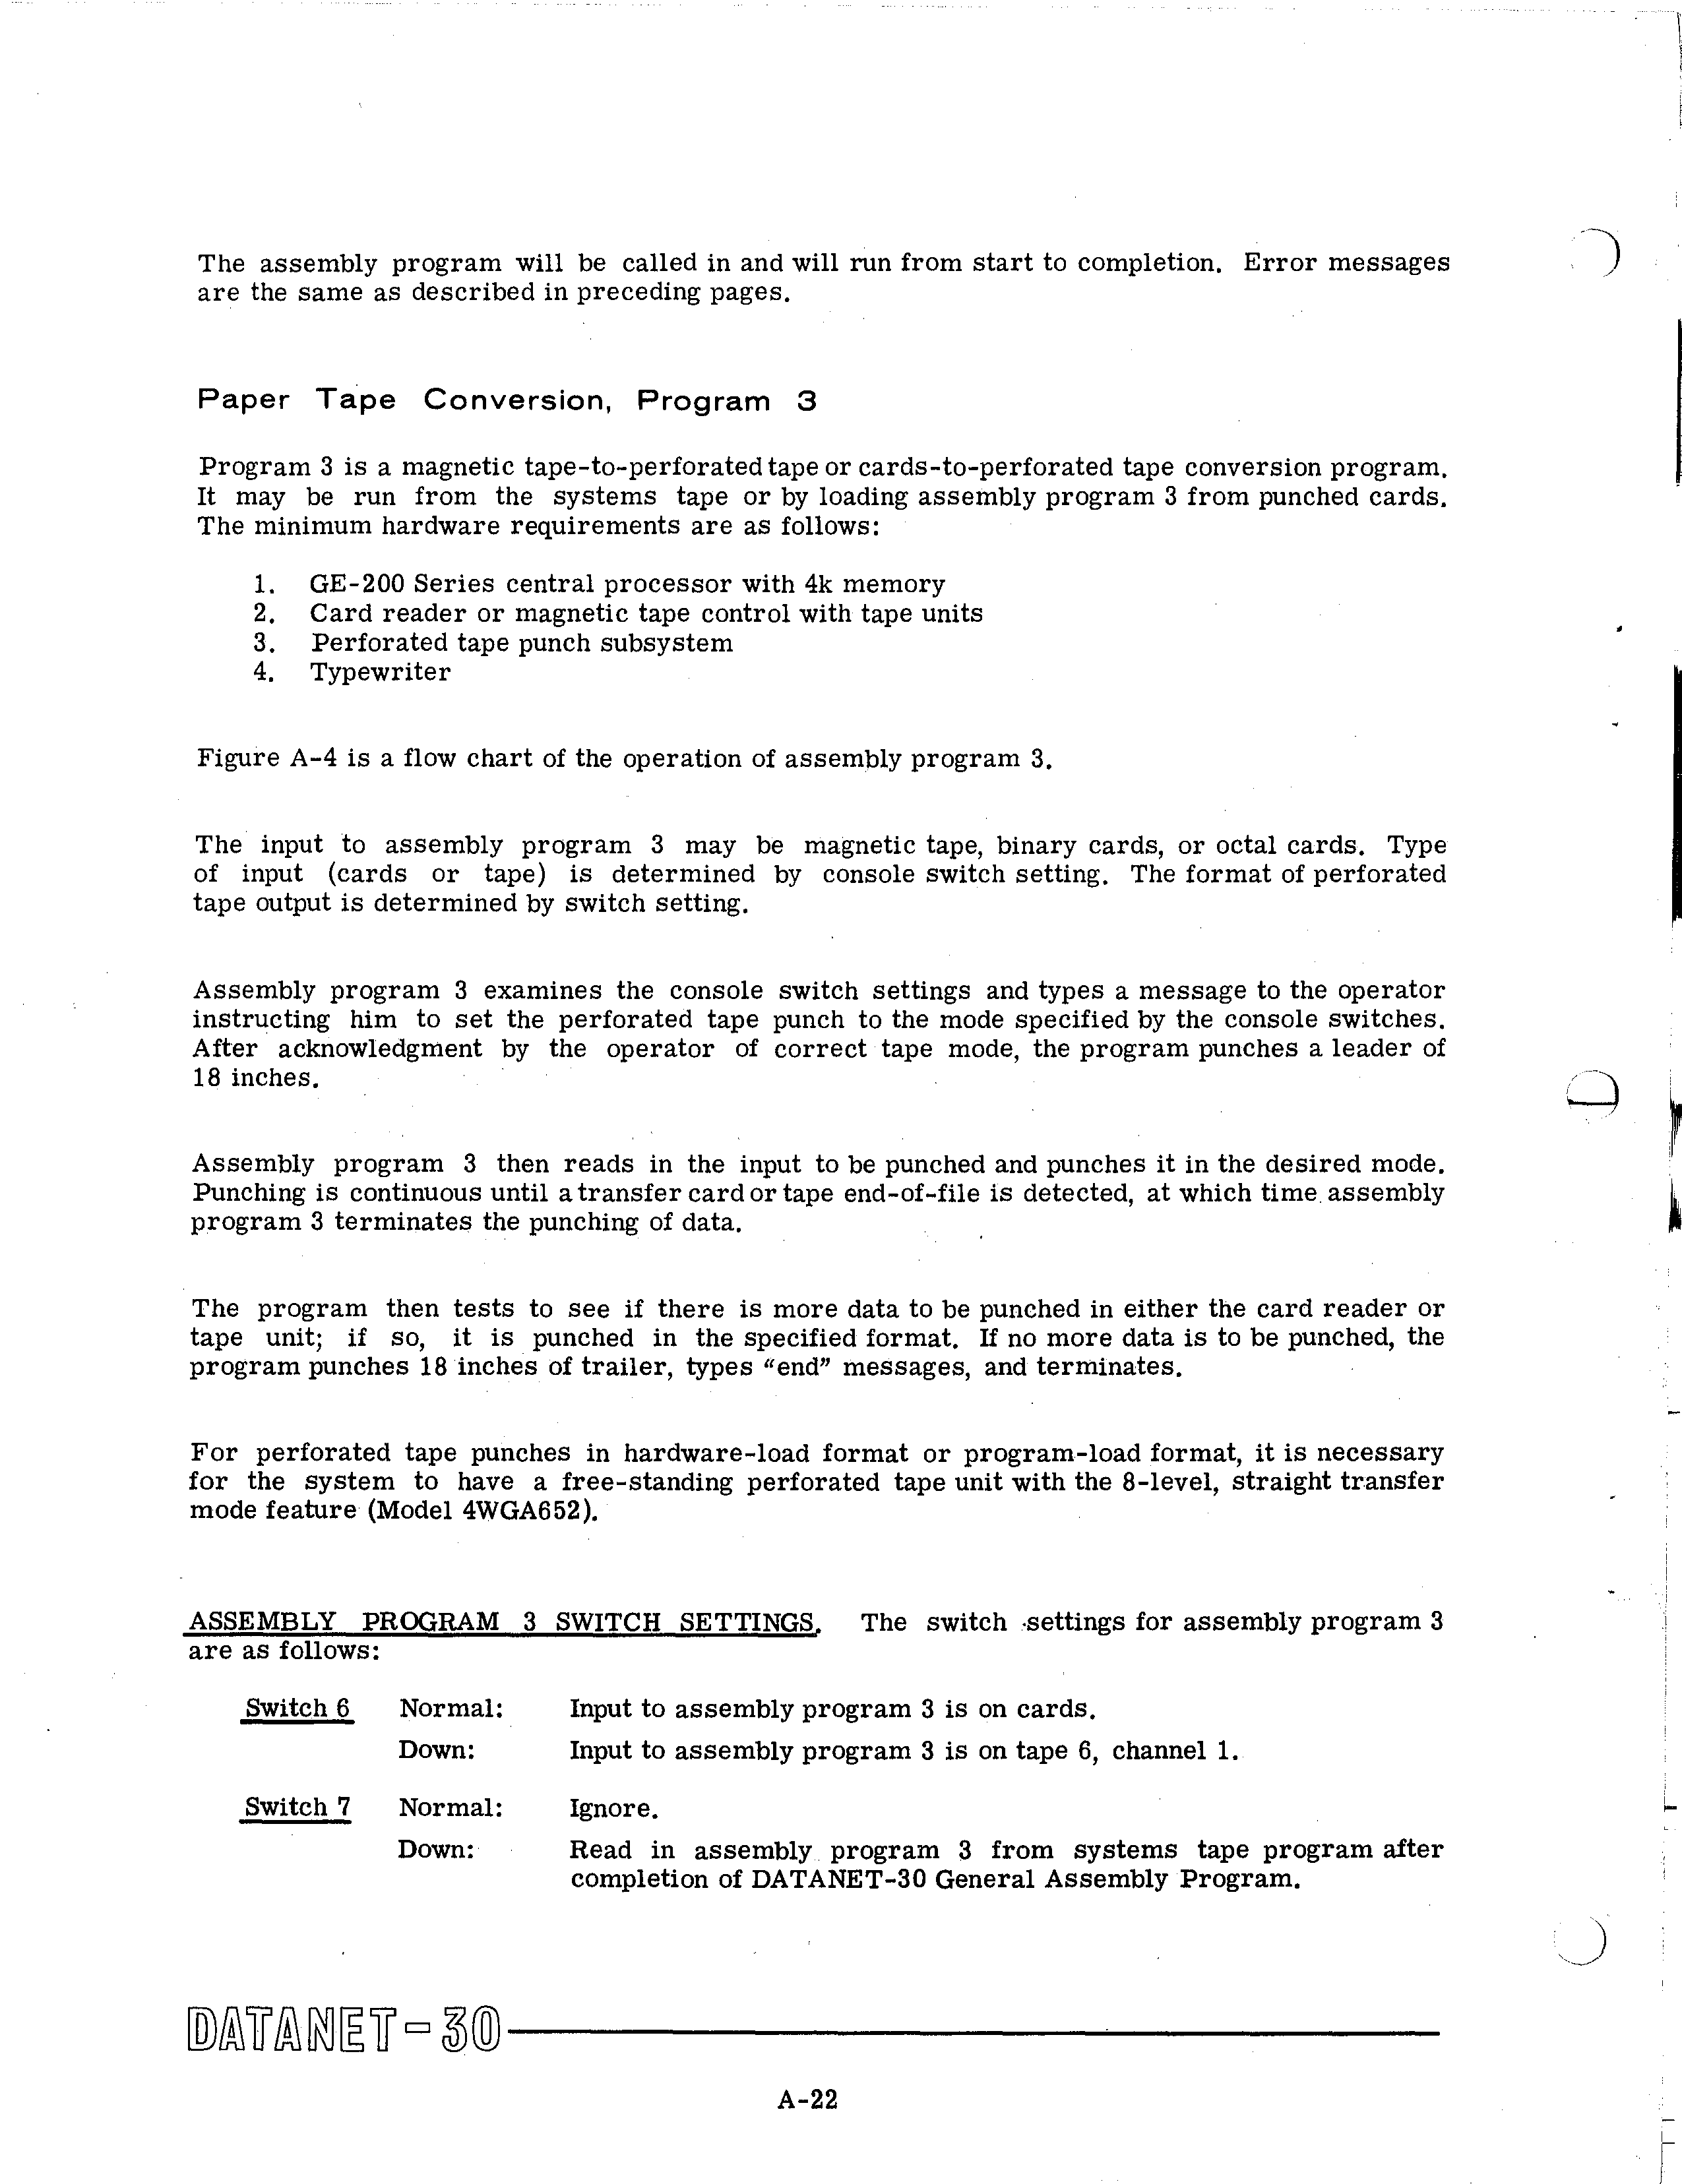 The assembly program will be called in and will run from start to completion. Error messages
are the same as described in preceding pages.
Paper Tape Conversion, Program 3
Program 3 is a magnetic tape-to-perforated tape or cards-to-perforated tape conversion program.
It may be run from the systems tape or by loading assembly program 3 from punched cards.
The minimum hardware requirements are as follows:
1. GE-200 Series central processor with 4k memory
2. Card reader or magnetic tape control with tape units
3. Perforated tape punch subsystem
4. Typewriter
Figure A-4 is a flow chart of the operation of assembly program 3.
The input to assembly program 3 may be magnetic tape, binary cards, or octal cards. Type
of input (cards or tape) is determined by console switch setting. The format of perforated
tape output is determined by switch setting.
Assembly program 3 examines the console switch settings and types a message to the operator
instructing him to set the perforated tape punch to the mode specified by the console switches.
After acknowledgment by the operator of correct tape mode, the program punches a leader of
18 inches.
Assembly program 3 then reads in the input to be punched and punches it in the desired mode.
Punching is continuous until a transfer card or tape end-of-file is detected, at which time assembly
program 3 terminates the punching of data.
The program then tests to see if there is more data to be punched in either the card reader or
tape unit; if so, it is punched in the specified format. If no more data is to be punched, the
program punches 18 inches of trailer, types “end” messages, and terminates.
For perforated tape punches in hardware-load format or program-load format, it is necessary
for the system to have a free-standing perforated tape unit with the 8-level, straight transfer
mode feature (Model 4WGA652).
ASSEMBLY PROGRAM 3 SWITCH SETTINGS. The switch settings for assembly program 3
are as follows:
Switch 6 Normal: Input to assembly program 3 is on cards.
Down: Input to assembly program 3 is on tape 6, channel 1.
Switch 7 Normal: Ignore.
Down: Read in assembly program 3 from systems tape program after
completion of DATANET-30 General Assembly Program.
DATANET-30
A-22